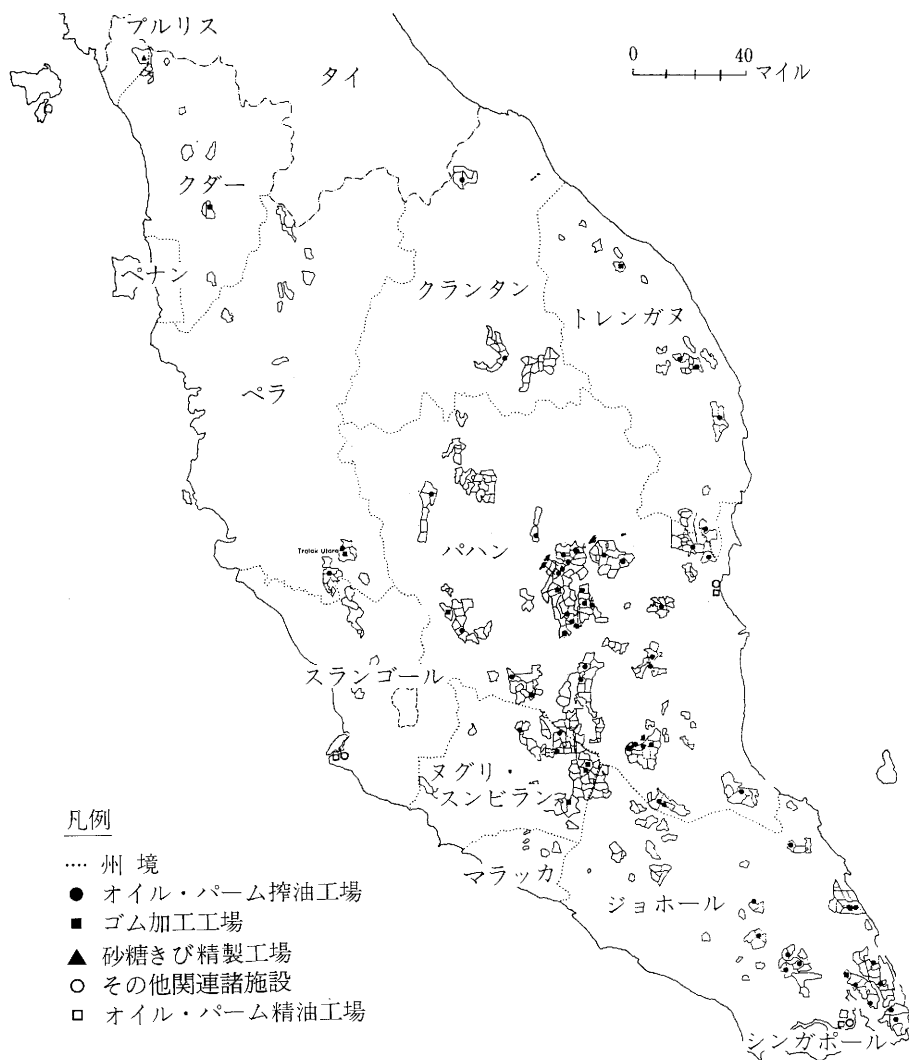 プルリス
タイ
0 40 マイル
クダー
ペナン
クランタン
トレンガヌ
ペラ
パハン
Trolak Utara
スランゴール
2
ヌグリ・
スンビラン
マラッカ
ジョホール
シンガポール
凡例
州境
オイル・パーム搾油工場
ゴム加工工場
砂糖きび精製工場
その他関連諸施設
オイル・パーム精油工場